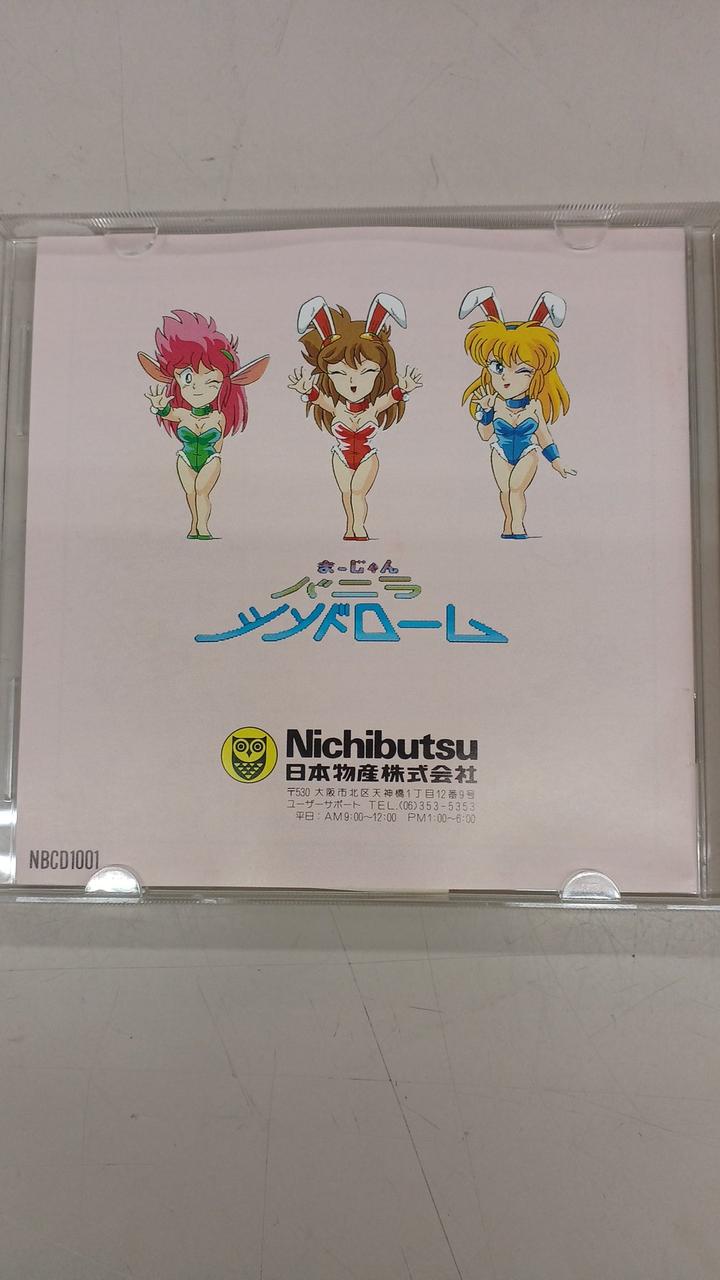 まーじゃん
バニラ
シンドローム
Nichibutsu
日本物産株式会社
〒530 大阪市北区天神橋1丁目12番9号
ユーザーサポート TEL.(06)353-5353
平日:AM9:00~12:00 PM1:00~6:00
NBCD1001